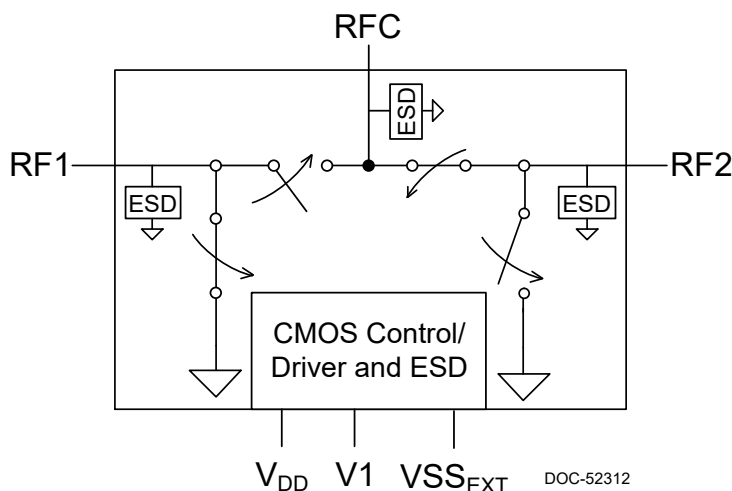 RFC
ESD
RF1
RF2
ESD
ESD
CMOS Control/
Driver and ESD
VDD V1 VSSEXT DOC-52312